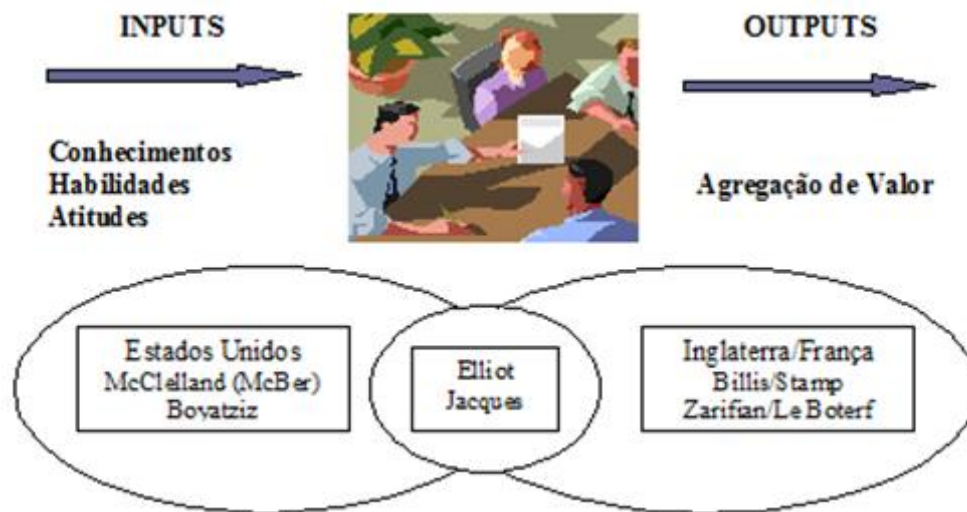 INPUTS
OUTPUTS
Conhecimentos
Habilidades
Atitudes
Agregação de Valor
Estados Unidos
McClelland (McBer)
Boyatziz
Elliot
Jacques
Inglaterra/França
Billis/Stamp
Zarifian/Le Boterf